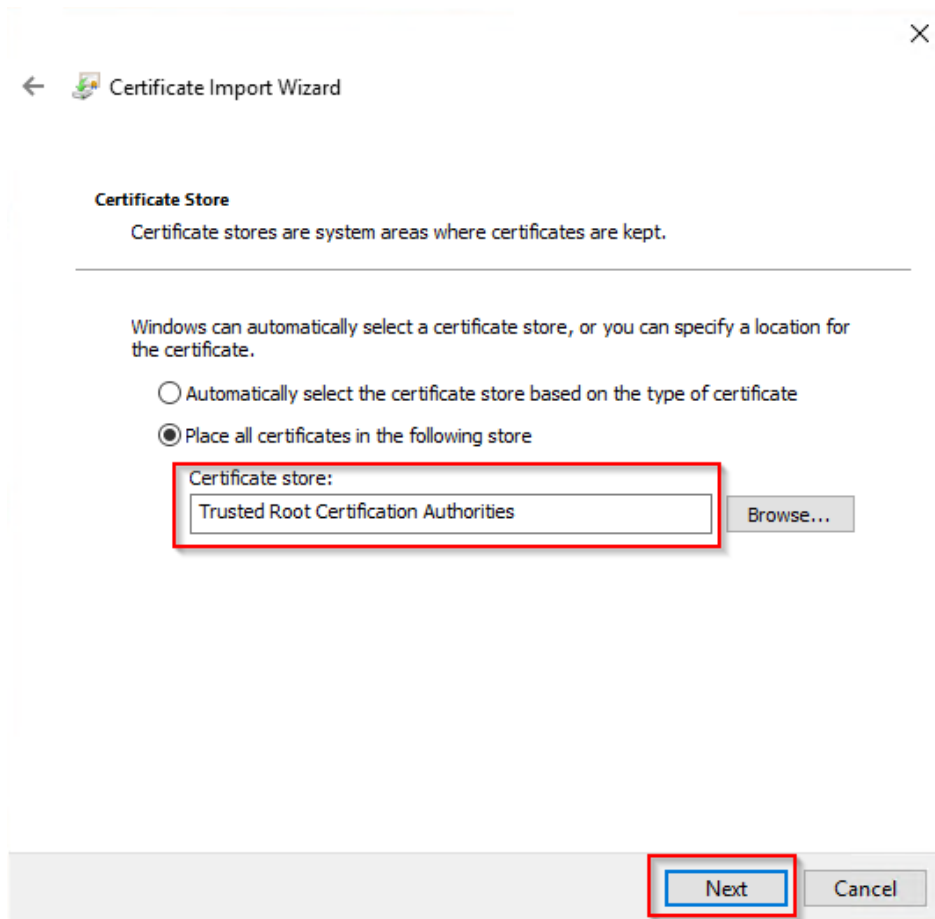 Certificate Import Wizard
Certificate Store
Certificate stores are system areas where certificates are kept.
Windows can automatically select a certificate store, or you can specify a location for
the certificate.
Automatically select the certificate store based on the type of certificate
Place all certificates in the following store
Certificate store:
Trusted Root Certification Authorities
Browse...
Next
Cancel